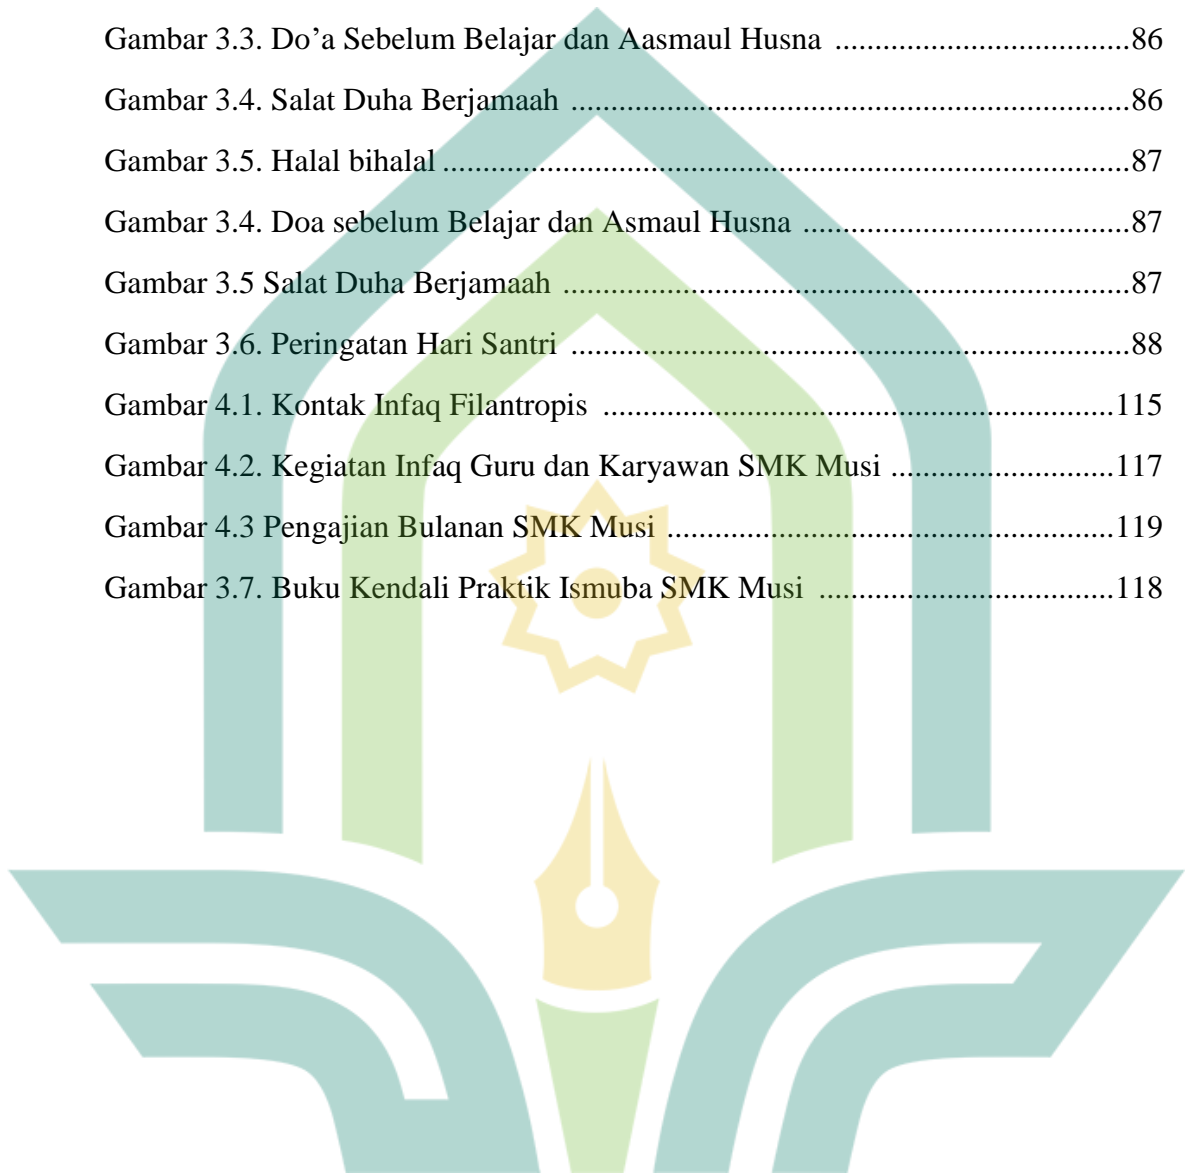 Gambar 3.3. Do’a Sebelum Belajar dan Aasmaul Husna ....................................86
Gambar 3.4. Salat Duha Berjamaah ......................................................................86
Gambar 3.5. Halal bihalal ......................................................................................87
Gambar 3.4. Doa sebelum Belajar dan Asmaul Husna ........................................87
Gambar 3.5 Salat Duha Berjamaah .......................................................................87
Gambar 3.6. Peringatan Hari Santri ......................................................................88
Gambar 4.1. Kontak Infaq Filantropis ................................................................115
Gambar 4.2. Kegiatan Infaq Guru dan Karyawan SMK Musi ...............................117
Gambar 4.3 Pengajian Bulanan SMK Musi .........................................................119
Gambar 3.7. Buku Kendali Praktik Ismuba SMK Musi ....................................118